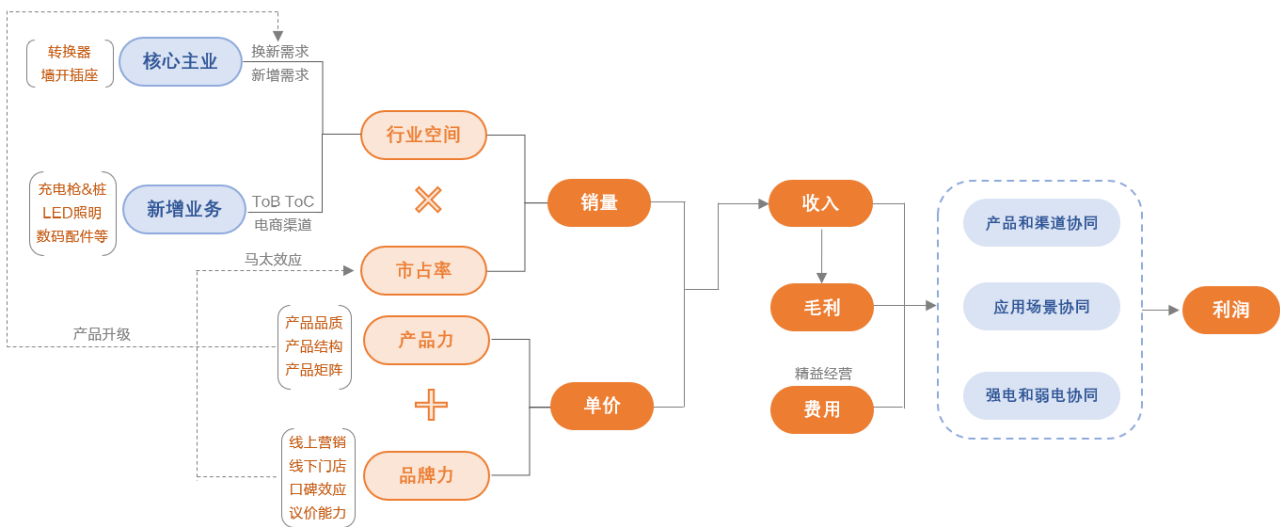 转换器
墙开插座
核心主业
换新需求
新增需求
行业空间
充电枪&桩
LED照明
数码配件等
新增业务
ToB ToC
电商渠道
销量
收入
产品和渠道协同
马太效应
市占率
毛利
应用场景协同
利润
产品升级
产品品质
产品结构
产品矩阵
产品力
精益经营
单价
费用
强电和弱电协同
线上营销
线下门店
口碑效应
议价能力
品牌力